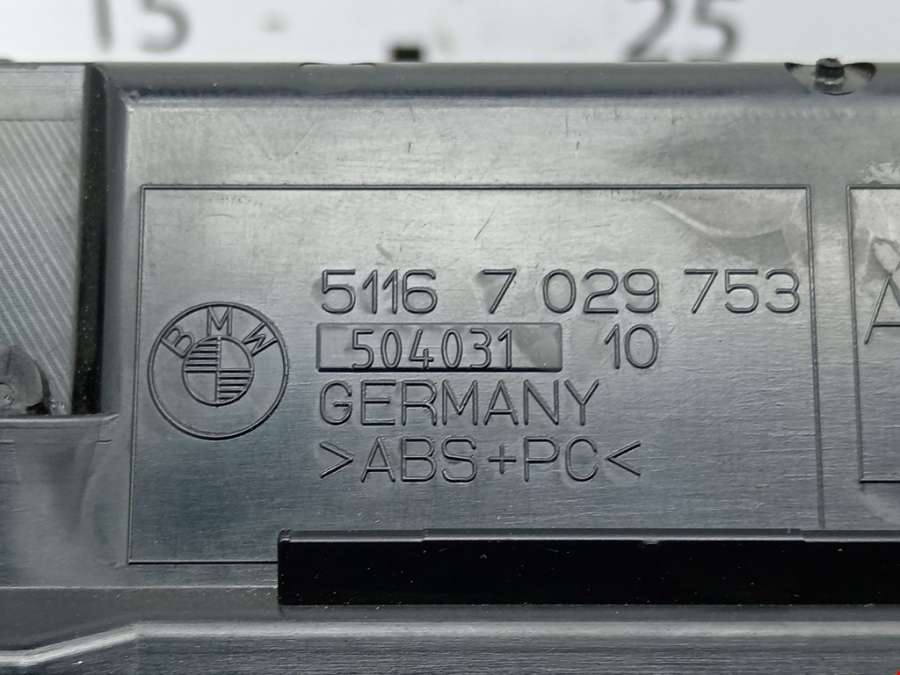 15 25
5116 7 029 753
BMW
504031 10
GERMANY
>ABS+PC<
A